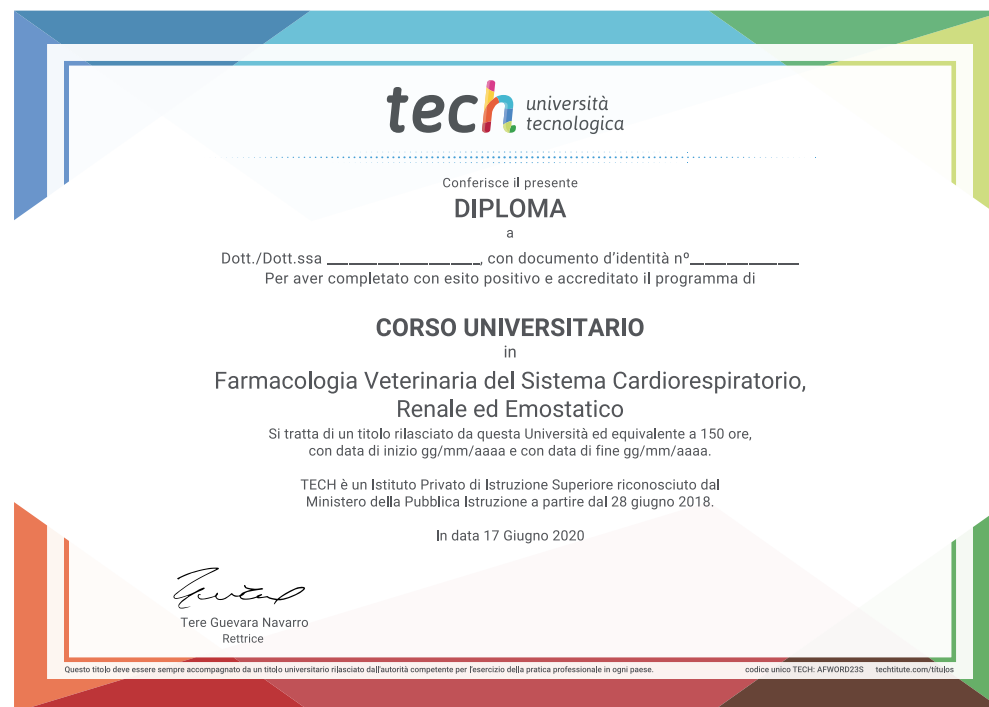 tech università
tecnologica
Conferisce il presente
DIPLOMA
a
Dott./Dott.ssa ____________________, con documento d'identità nº______________
Per aver completato con esito positivo e accreditato il programma di
CORSO UNIVERSITARIO
in
Farmacologia Veterinaria del Sistema Cardiorespiratorio,
Renale ed Emostatico
Si tratta di un titolo rilasciato da questa Università ed equivalente a 150 ore,
con data di inizio gg/mm/aaaa e con data di fine gg/mm/aaaa.
TECH è un Istituto Privato di Istruzione Superiore riconosciuto dal
Ministero della Pubblica Istruzione a partire dal 28 giugno 2018.
In data 17 Giugno 2020
Tere Guevara Navarro
Rettrice
Questo titolo deve essere sempre accompagnato da un titolo universitario rilasciato dall'autorità competente per l'esercizio della pratica professionale in ogni paese. codice unico TECH: AFWORD23S techtitute.com/títulos